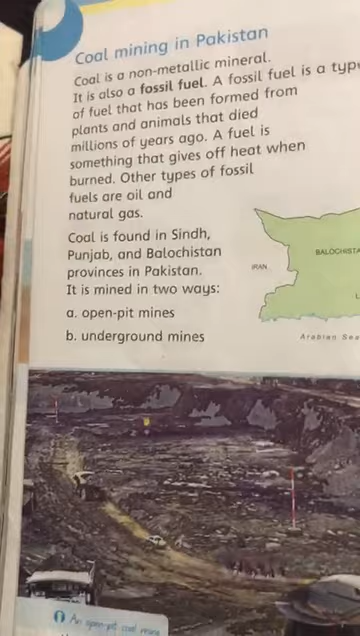 Coal mining in Pakistan
Coal is a non-metallic mineral.
It is also a fossil fuel. A fossil fuel is a
of fuel that has been formed from
plants and animals that died
millions of years ago. A fuel is
something that gives off heat when
burned. Other types of fossil
fuels are oil and
natural gas.
Coal is found in Sindh,
Punjab, and Balochistan
provinces in Pakistan.
It is mined in two ways:
a. open-pit mines
b. underground mines
IRAN
BALOCHISTA
Arabian Sea
An open-pit coal mine